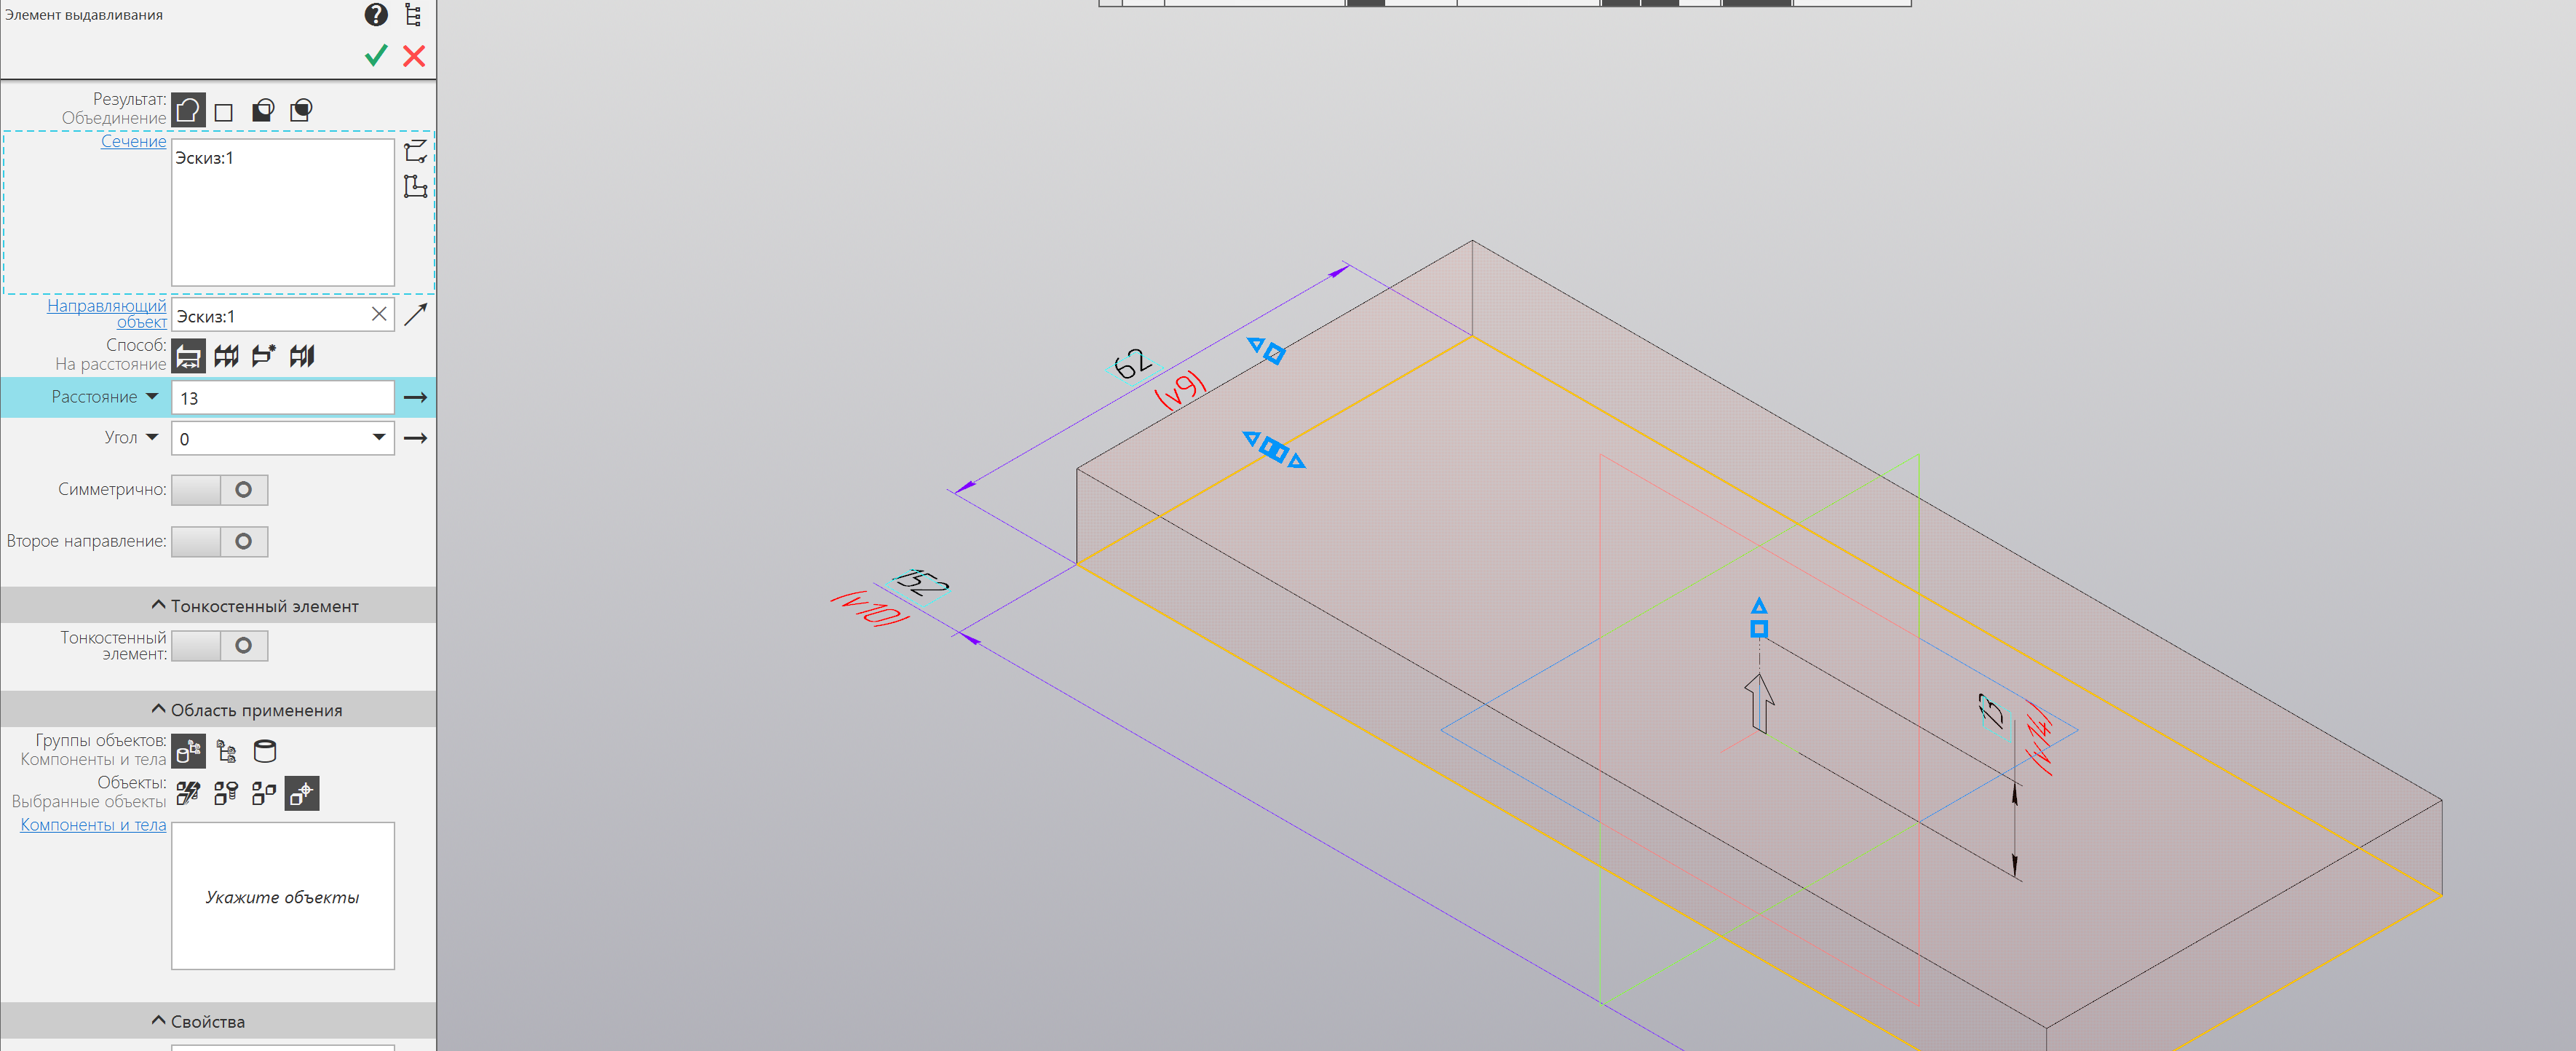 Элемент выдавливания
Результат:
Объединение
Сечение
Эскиз:1
Направляющий
объект
Эскиз:1
Способ:
На расстояние
Расстояние
13
Угол
0
Симметрично:
Второе направление:
Тонкостенный элемент
Тонкостенный
элемент:
Область применения
Группы объектов:
Компоненты и тела
Объекты:
Выбранные объекты
Компоненты и тела
Укажите объекты
Свойства
62
(v9)
152
(v10)
13
(v14)